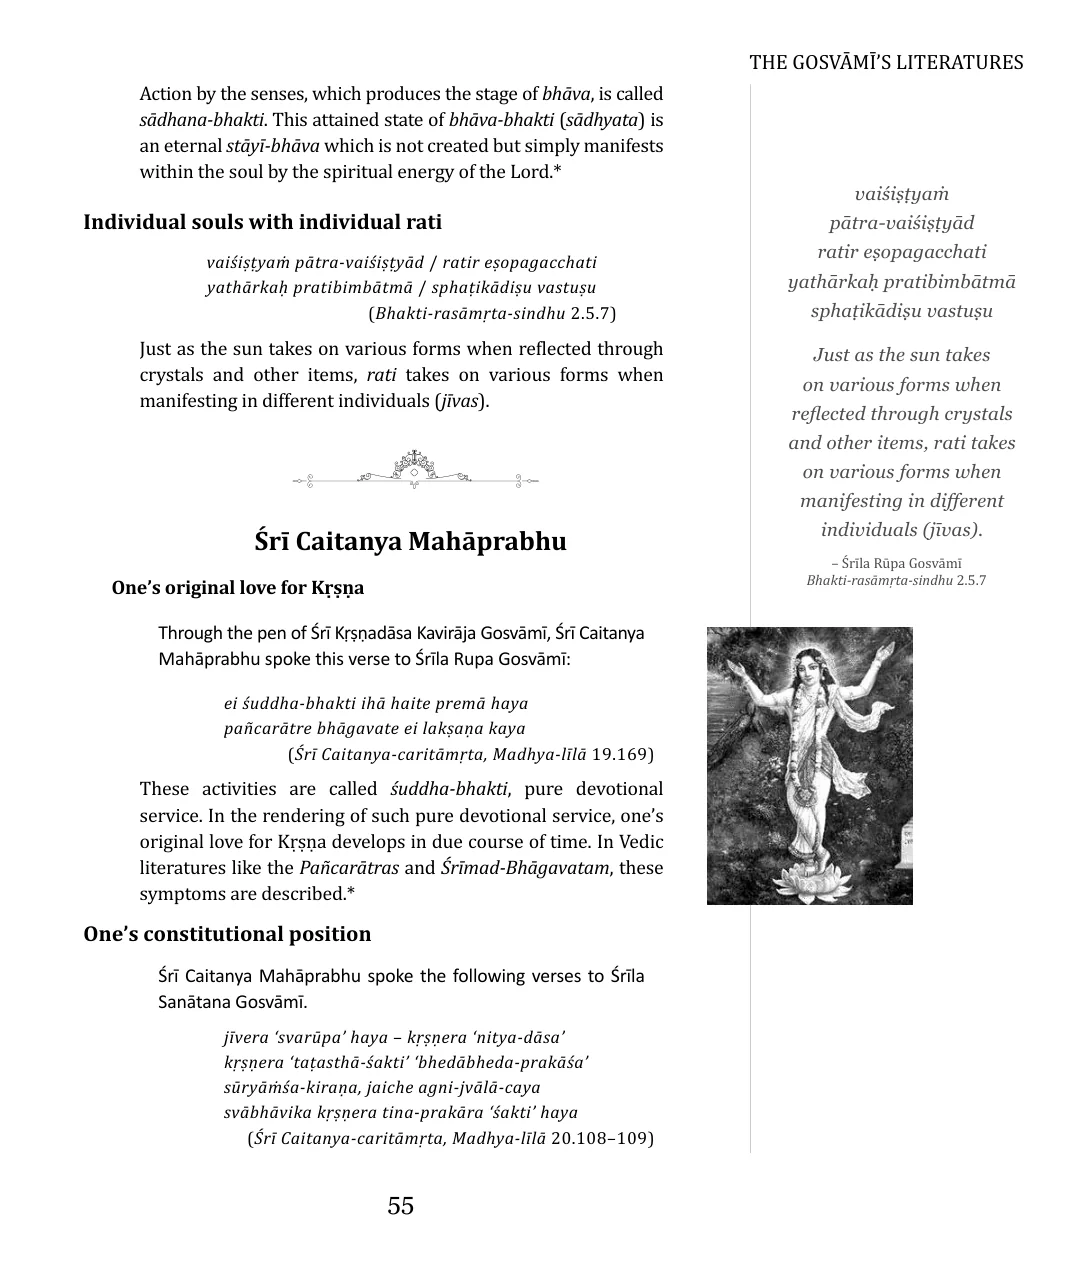 THE GOSVĀMĪ’S LITERATURES
Action by the senses, which produces the stage of bhāva, is called
sādhana-bhakti. This attained state of bhāva-bhakti (sādhyata) is
an eternal stāyī-bhāva which is not created but simply manifests
within the soul by the spiritual energy of the Lord.*
Individual souls with individual rati
vaiśiṣṭyaṁ pātra-vaiśiṣṭyād / ratir eṣopagacchati
yathārkaḥ pratibimbātmā / sphaṭikādiṣu vastuṣu
(Bhakti-rasāmṛta-sindhu 2.5.7)
Just as the sun takes on various forms when reflected through
crystals and other items, rati takes on various forms when
manifesting in different individuals (jīvas).
Śrī Caitanya Mahāprabhu
One’s original love for Kṛṣṇa
Through the pen of Śrī Kṛṣṇadāsa Kavirāja Gosvāmī, Śrī Caitanya
Mahāprabhu spoke this verse to Śrīla Rupa Gosvāmī:
ei śuddha-bhakti ihā haite premā haya
pañcarātre bhāgavate ei lakṣaṇa kaya
(Śrī Caitanya-caritāmṛta, Madhya-līlā 19.169)
These activities are called śuddha-bhakti, pure devotional
service. In the rendering of such pure devotional service, one’s
original love for Kṛṣṇa develops in due course of time. In Vedic
literatures like the Pañcarātras and Śrīmad-Bhāgavatam, these
symptoms are described.*
One’s constitutional position
Śrī Caitanya Mahāprabhu spoke the following verses to Śrīla
Sanātana Gosvāmī.
jīvera ‘svarūpa’ haya – kṛṣṇera ‘nitya-dāsa’
kṛṣṇera ‘taṭasthā-śakti’ ‘bhedābheda-prakāśa’
sūryāṁśa-kiraṇa, jaiche agni-jvālā-caya
svābhāvika kṛṣṇera tina-prakāra ‘śakti’ haya
(Śrī Caitanya-caritāmṛta, Madhya-līlā 20.108–109)
vaiśiṣṭyaṁ
pātra-vaiśiṣṭyād
ratir eṣopagacchati
yathārkaḥ pratibimbātmā
sphaṭikādiṣu vastuṣu
Just as the sun takes
on various forms when
reflected through crystals
and other items, rati takes
on various forms when
manifesting in different
individuals (jīvas).
– Śrīla Rūpa Gosvāmī
Bhakti-rasāmṛta-sindhu 2.5.7
55